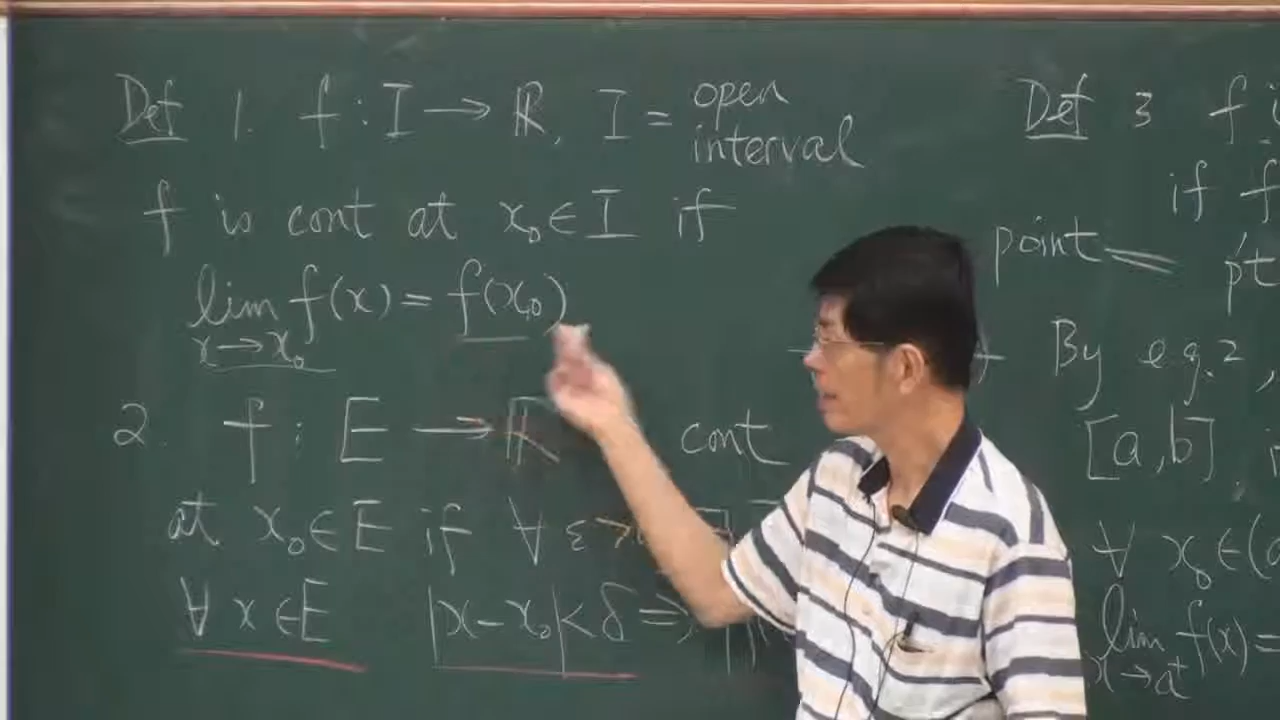 Def 1. f : I → ℝ, I = open interval
f is cont at x₀ ∈ I if
lim f(x) = f(x₀)
x → x₀
2. f : E → ℝ cont
at x₀ ∈ E if ∀ ε >
∀ x ∈ E |x - x₀| < δ ⇒ |
Def 3 f
if f
point pt
By eg.2,
[a, b]
∀ x₀ ∈ (a
lim f(x) =
x → a⁺